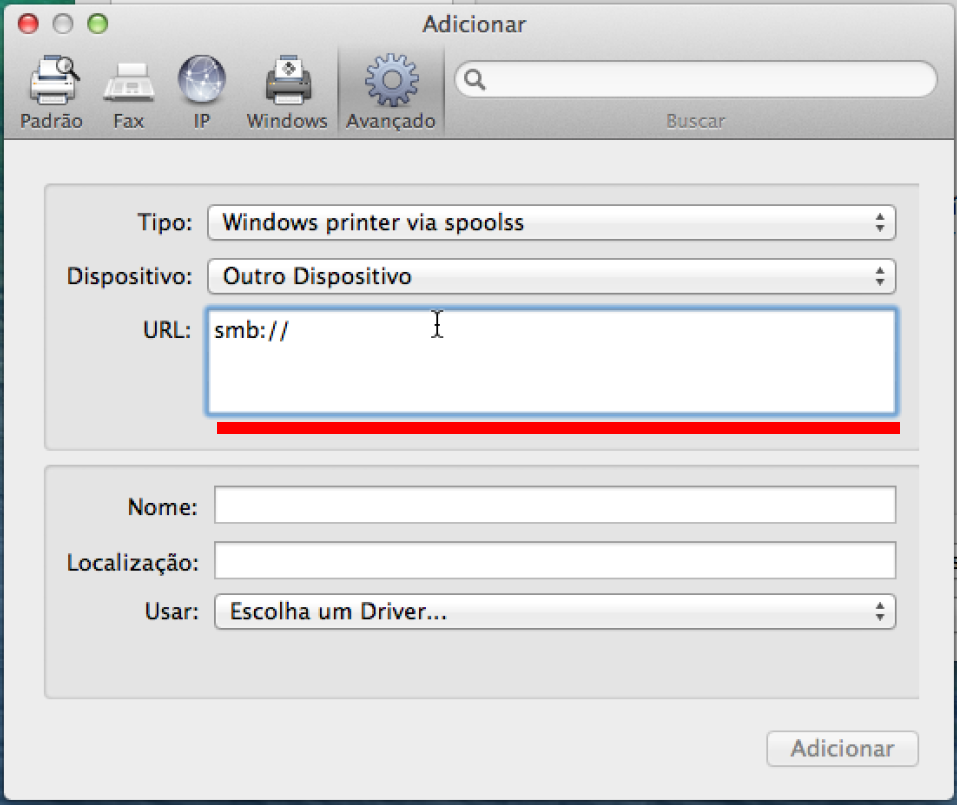 Adicionar
Padrão Fax IP Windows Avançado Buscar
Tipo: Windows printer via spoolss
Dispositivo: Outro Dispositivo
URL: smb://
Nome:
Localização:
Usar: Escolha um Driver...
Adicionar